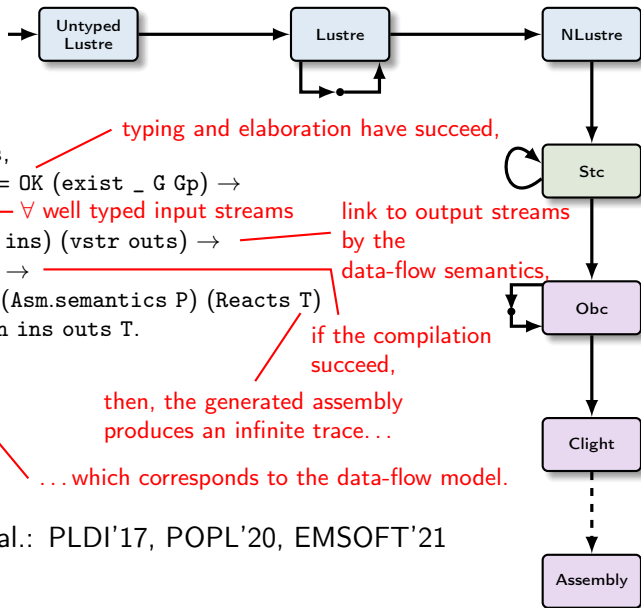 Untyped
Lustre
Lustre
NLustre
typing and elaboration have succeed,
s,
= OK (exist _ G Gp) →
Stc
∀ well typed input streams
link to output streams
ins) (vstr outs) →
by the
→
data-flow semantics,
(Asm.semantics P) (Reacts T)
Obc
n ins outs T.
if the compilation
succeed,
then, the generated assembly
produces an infinite trace...
Clight
...which corresponds to the data-flow model.
al.: PLDI'17, POPL'20, EMSOFT'21
Assembly